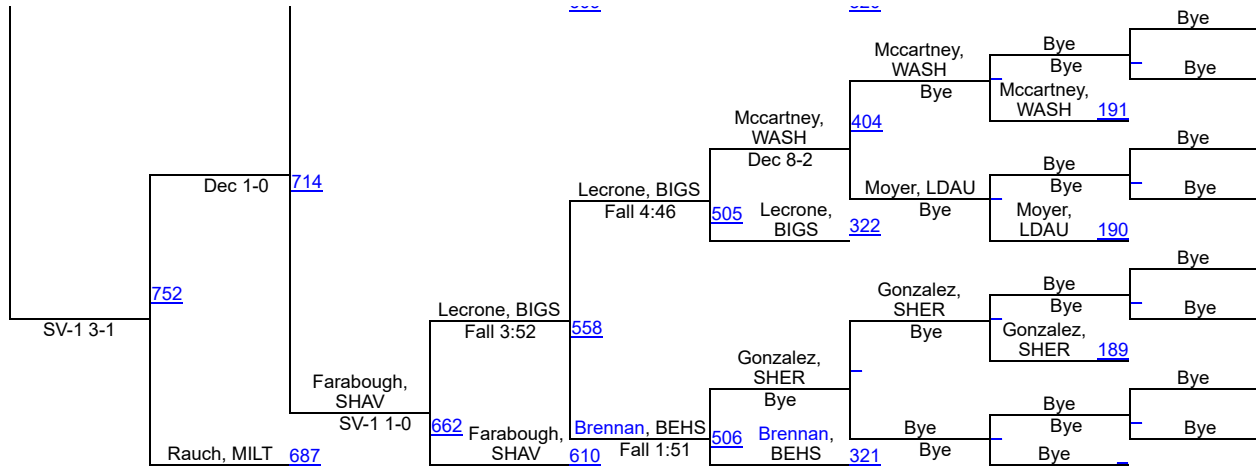 Bye
Bye
Bye
Bye
Mccartney,
WASH
191
Mccartney,
WASH
Bye
404
Mccartney,
WASH
Dec 8-2
Bye
Bye
Bye
Bye
Moyer,
LDAU
190
Moyer, LDAU
Bye
Lecrone,
BIGS
322
505
Lecrone, BIGS
Fall 4:46
Dec 1-0
714
752
SV-1 3-1
Lecrone, BIGS
Fall 3:52
558
Bye
Bye
Bye
Bye
Gonzalez,
SHER
189
Gonzalez,
SHER
Bye
Gonzalez,
SHER
Bye
Bye
Bye
Bye
Bye
Bye
Bye
Bye
Brennan,
BEHS
321
506
Brennan, BEHS
Fall 1:51
Farabough,
SHAV
SV-1 1-0
662
Farabough,
SHAV
610
Rauch, MILT
687